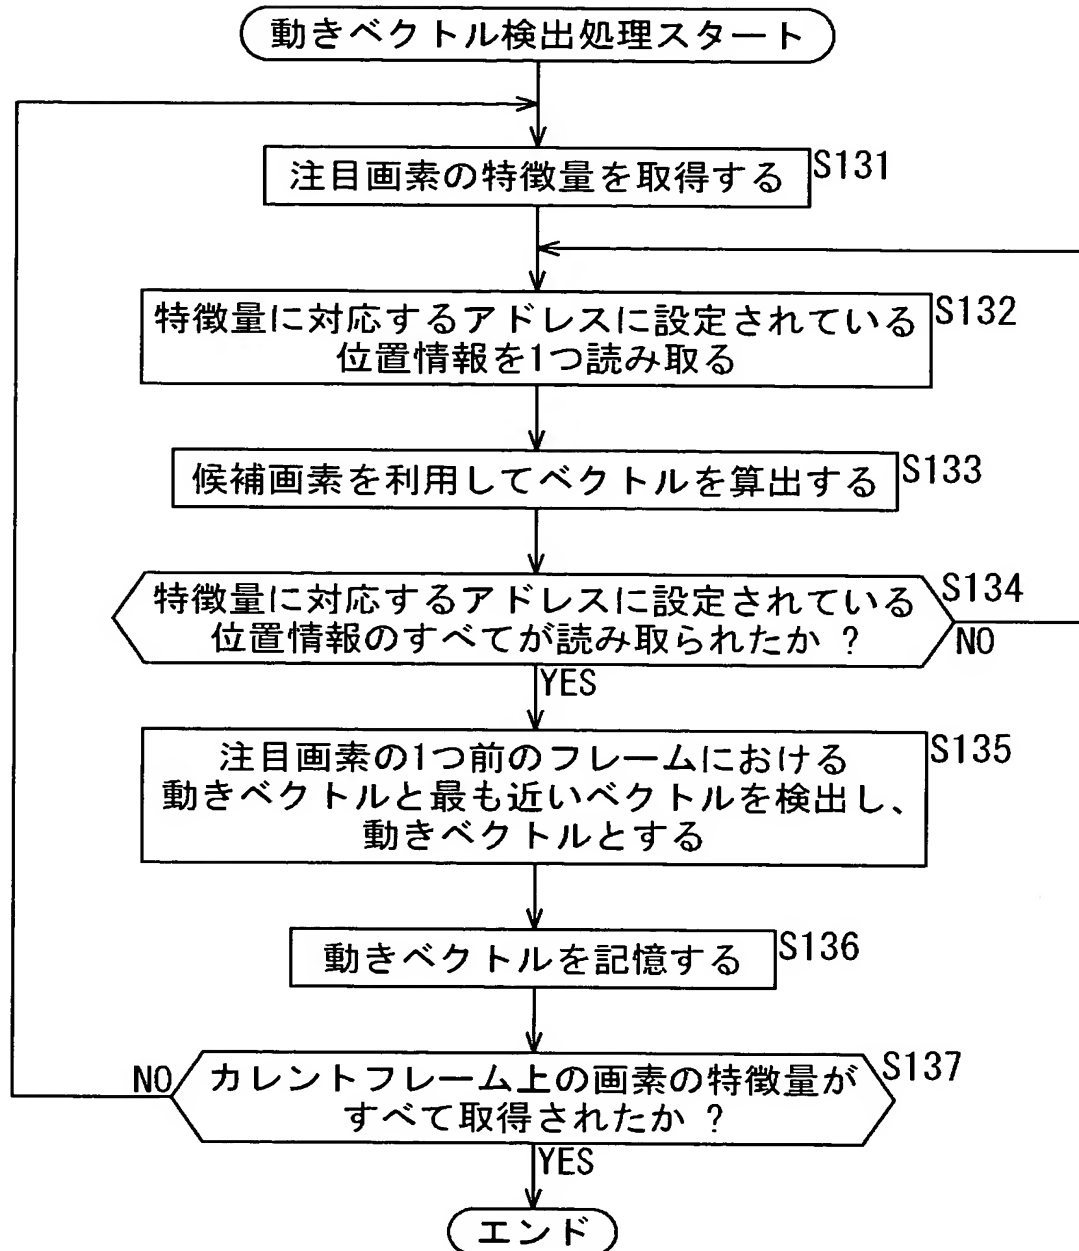 動きベクトル検出処理スタート
注目画素の特徴量を取得する
S131
特徴量に対応するアドレスに設定されている
位置情報を1つ読み取る
S132
候補画素を利用してベクトルを算出する
S133
特徴量に対応するアドレスに設定されている
位置情報のすべてが読み取られたか ?
S134
NO
YES
注目画素の1つ前のフレームにおける
動きベクトルと最も近いベクトルを検出し、
動きベクトルとする
S135
動きベクトルを記憶する
S136
NO
カレントフレーム上の画素の特徴量が
すべて取得されたか ?
S137
YES
エンド